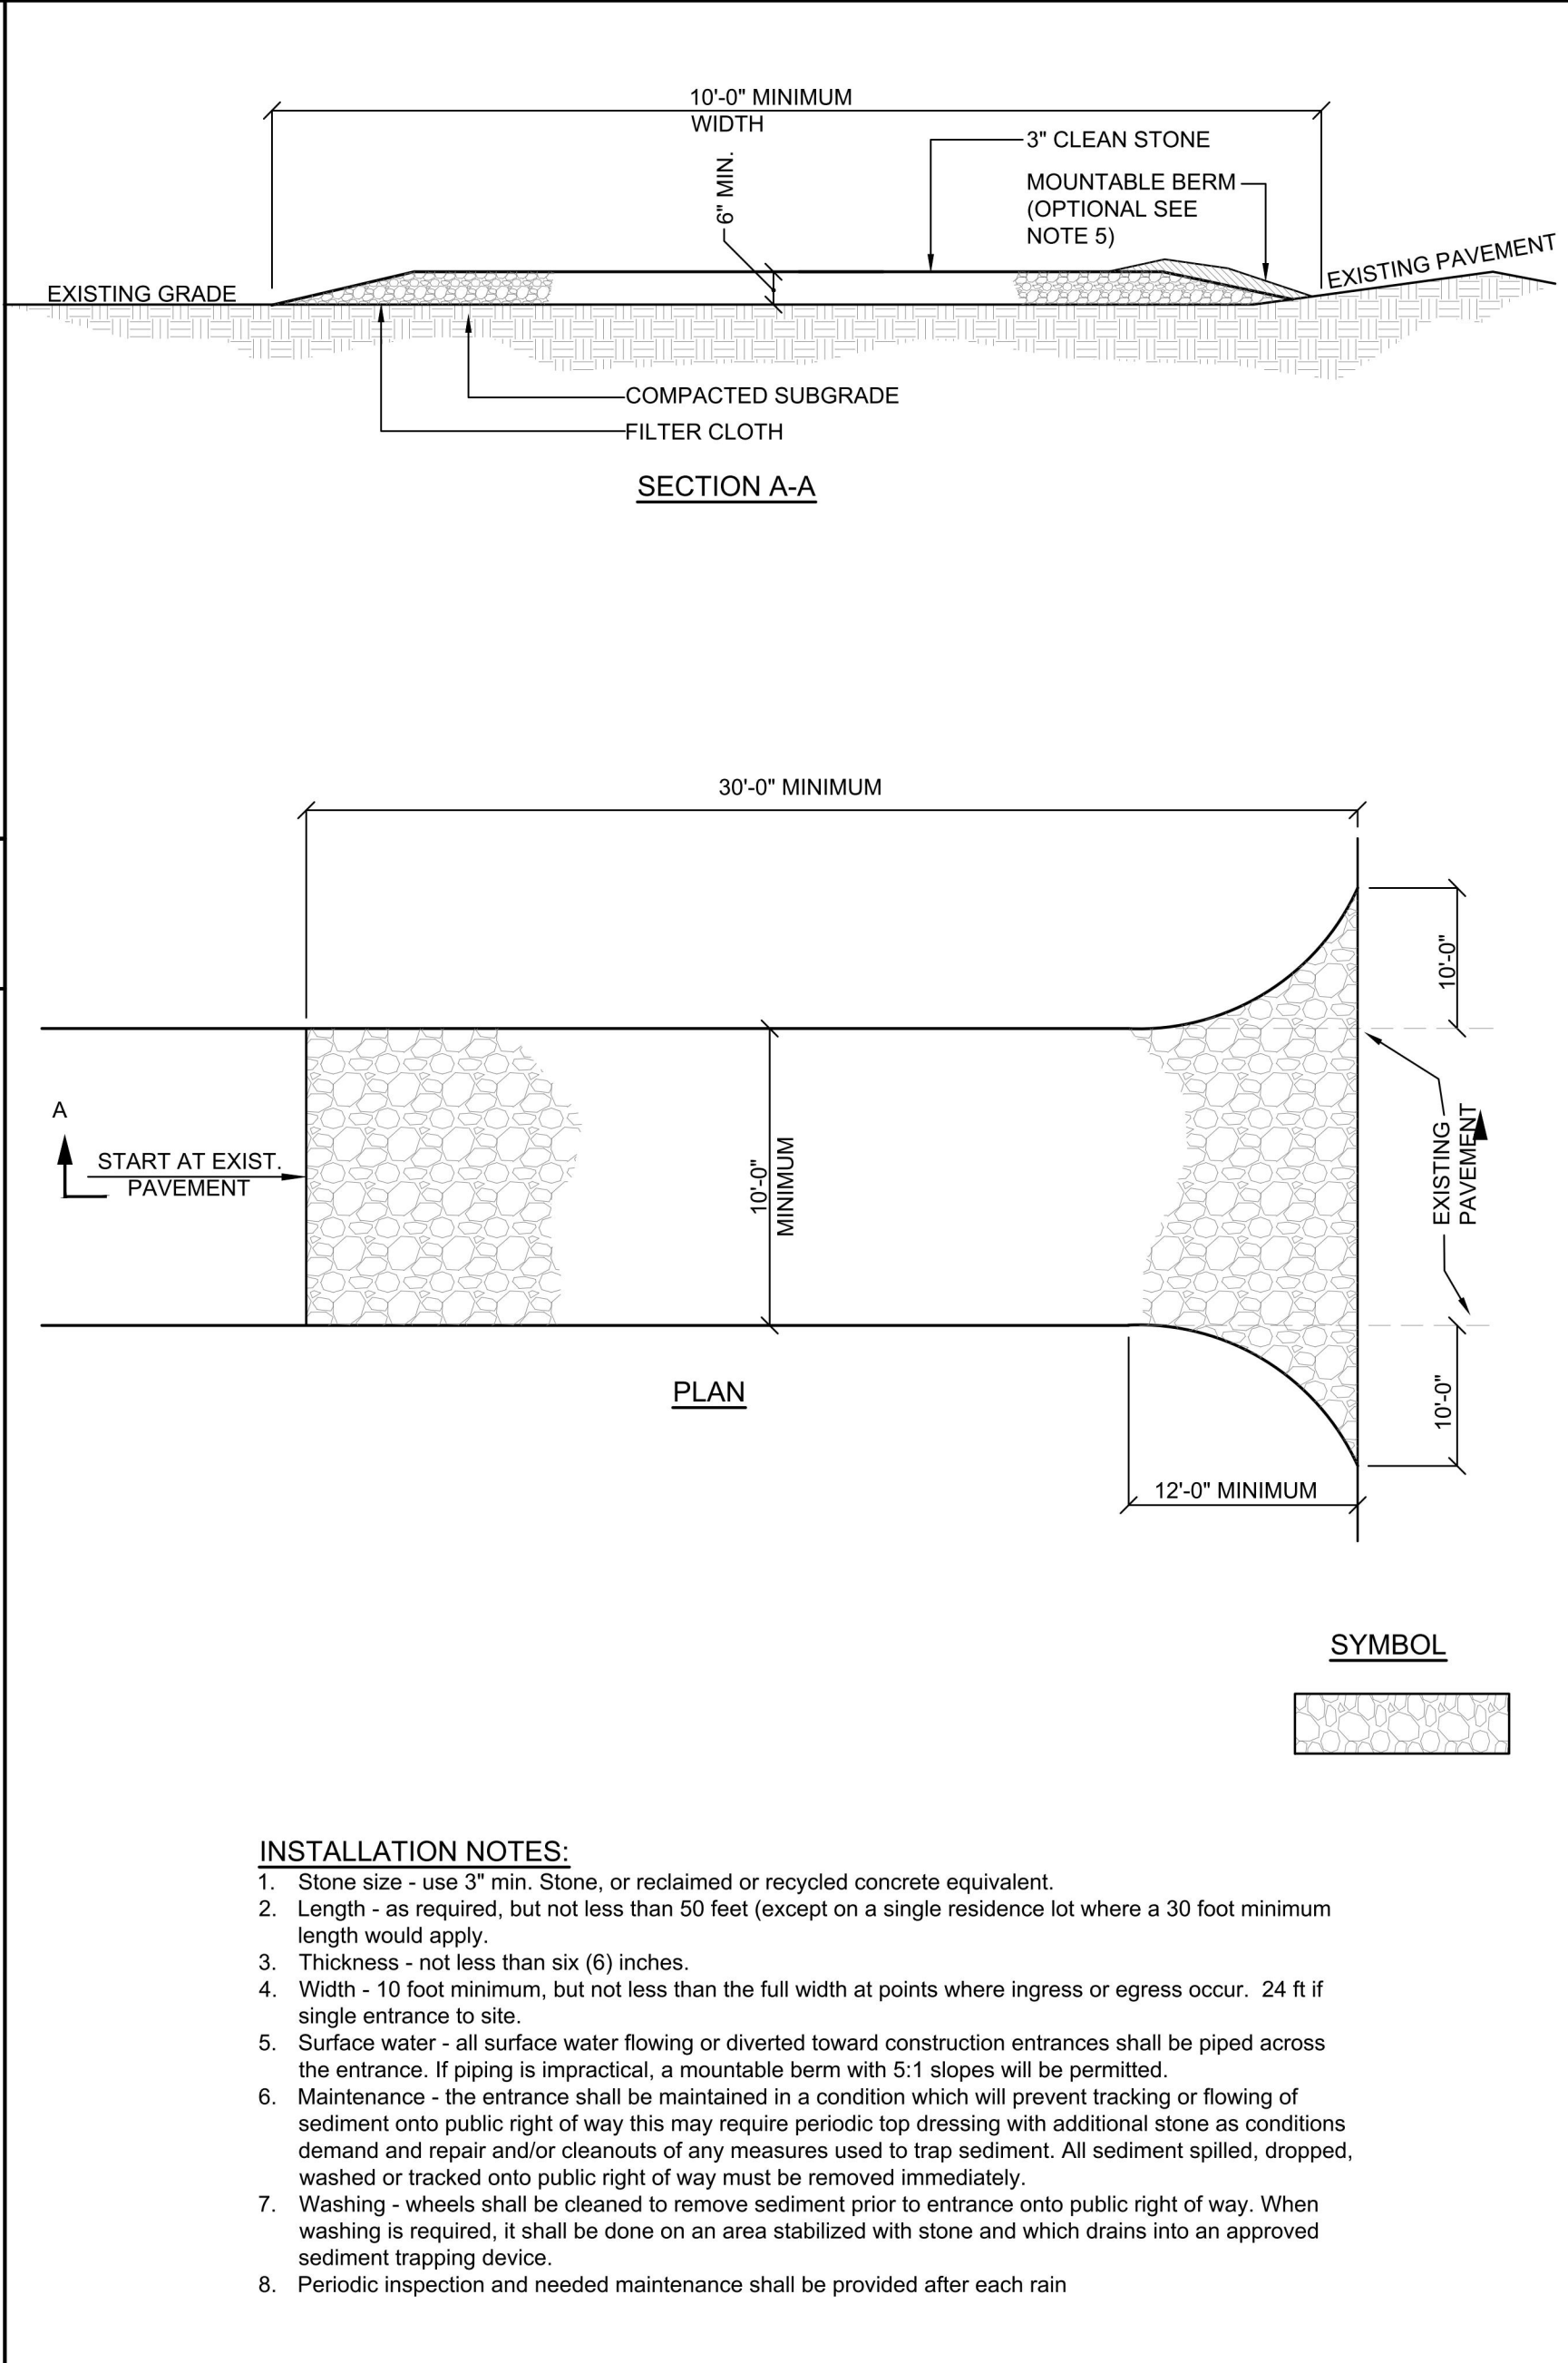 10'-0" MINIMUM
WIDTH
6" MIN.
3" CLEAN STONE
MOUNTABLE BERM
(OPTIONAL SEE
NOTE 5)
EXISTING PAVEMENT
EXISTING GRADE
COMPACTED SUBGRADE
FILTER CLOTH
SECTION A-A
30'-0" MINIMUM
10'-0"
A
START AT EXIST.
PAVEMENT
10'-0"
MINIMUM
EXISTING
PAVEMENT
PLAN
10'-0"
12'-0" MINIMUM
SYMBOL
INSTALLATION NOTES:
1. Stone size - use 3" min. Stone, or reclaimed or recycled concrete equivalent.
2. Length - as required, but not less than 50 feet (except on a single residence lot where a 30 foot minimum
length would apply.
3. Thickness - not less than six (6) inches.
4. Width - 10 foot minimum, but not less than the full width at points where ingress or egress occur. 24 ft if
single entrance to site.
5. Surface water - all surface water flowing or diverted toward construction entrances shall be piped across
the entrance. If piping is impractical, a mountable berm with 5:1 slopes will be permitted.
6. Maintenance - the entrance shall be maintained in a condition which will prevent tracking or flowing of
sediment onto public right of way this may require periodic top dressing with additional stone as conditions
demand and repair and/or cleanouts of any measures used to trap sediment. All sediment spilled, dropped,
washed or tracked onto public right of way must be removed immediately.
7. Washing - wheels shall be cleaned to remove sediment prior to entrance onto public right of way. When
washing is required, it shall be done on an area stabilized with stone and which drains into an approved
sediment trapping device.
8. Periodic inspection and needed maintenance shall be provided after each rain